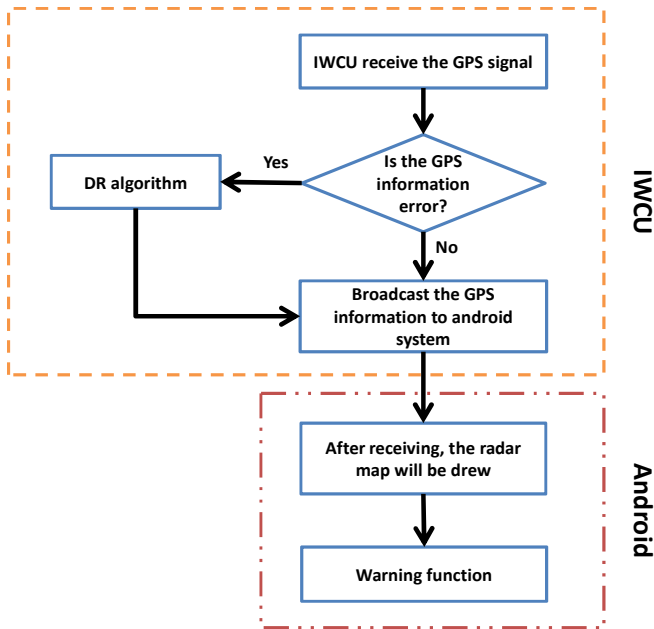 IWCU receive the GPS signal
Is the GPS
information
error?
Yes
DR algorithm
No
Broadcast the GPS
information to android
system
IWCU
After receiving, the radar
map will be drew
Warning function
Android